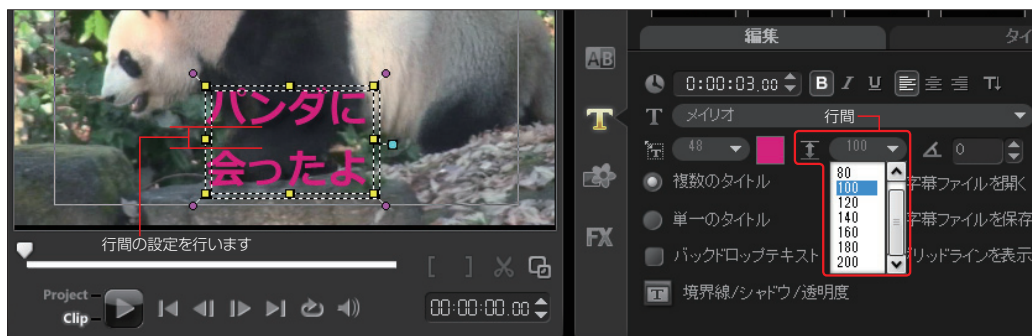 パンダに
会ったよ
行間の設定を行います
Project
Clip
00:00:00.00
編集
タイ
AB
0:00:03.00
B I U
T
T
メイリオ
行間
48
100
0
80
100
120
140
160
180
200
複数のタイトル
字幕ファイルを開く
単一のタイトル
字幕ファイルを保存
FX
バックドロップテキスト
リッドラインを表示
境界線/シャドウ/透明度